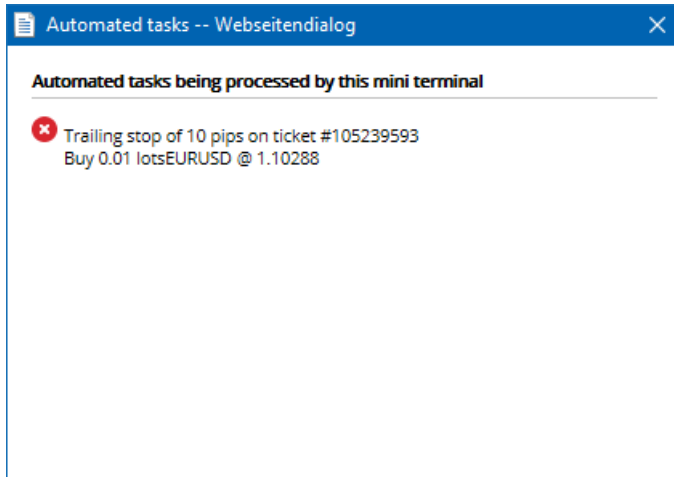 Automated tasks -- Webseitendialog
Automated tasks being processed by this mini terminal
Trailing stop of 10 pips on ticket #105239593
Buy 0.01 lotsEURUSD @ 1.10288